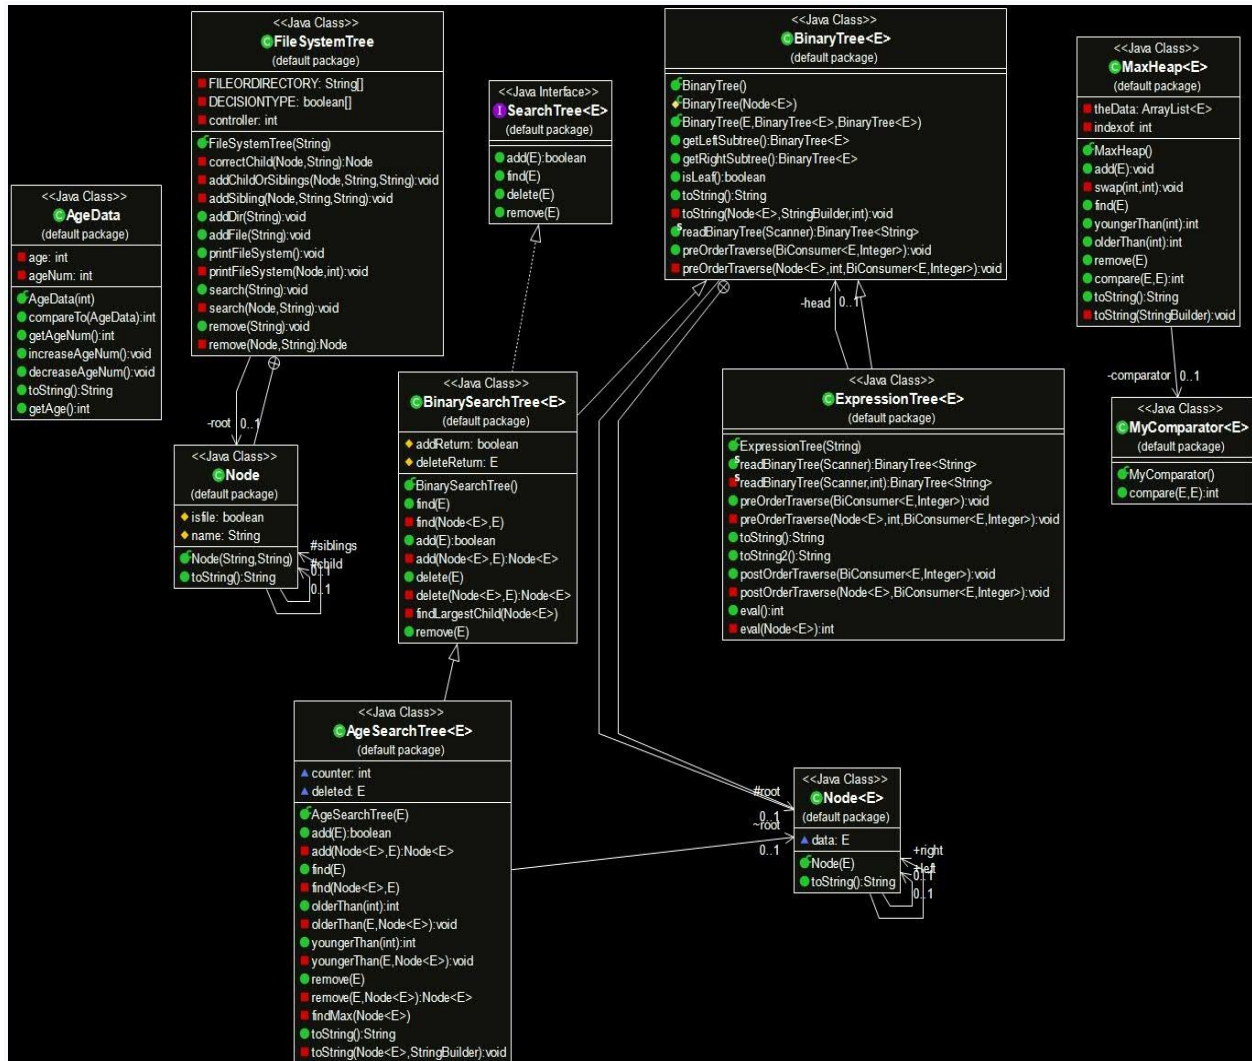 <<Java Class>>
FileSystemTree
(default package)
FILEORDIRECTORY: String[]
DECISIONTYPE: boolean[]
controller: int
FileSystemTree(String)
correctChild(Node,String):Node
addChildOrSiblings(Node,String,String):void
addSibling(Node,String,String):void
addDir(String):void
addFile(String):void
printFileSystem():void
printFileSystem(Node,int):void
search(String):void
search(Node,String):void
remove(String):void
remove(Node,String):Node
<<Java Interface>>
I SearchTree<E>
(default package)
add(E):boolean
find(E)
delete(E)
remove(E)
<<Java Class>>
C BinaryTree<E>
(default package)
BinaryTree()
BinaryTree(Node<E>)
BinaryTree(E,BinaryTree<E>,BinaryTree<E>)
getLeftSubtree():BinaryTree<E>
getRightSubtree():BinaryTree<E>
isLeaf():boolean
toString():String
toString(Node<E>,StringBuilder,int):void
S readBinaryTree(Scanner):BinaryTree<String>
preOrderTraverse(BiConsumer<E,Integer>):void
preOrderTraverse(Node<E>,int,BiConsumer<E,Integer>):void
<<Java Class>>
C MaxHeap<E>
(default package)
theData: ArrayList<E>
indexof: int
MaxHeap()
add(E):void
swap(int,int):void
find(E)
youngerThan(int):int
olderThan(int):int
remove(E)
compare(E,E):int
toString():String
toString(StringBuilder):void
<<Java Class>>
C AgeData
(default package)
age: int
ageNum: int
AgeData(int)
compareTo(AgeData):int
getAgeNum():int
increaseAgeNum():void
decreaseAgeNum():void
toString():String
getAge():int
-root 0..1
<<Java Class>>
C Node
(default package)
isfile: boolean
name: String
Node(String,String)
toString():String
#siblings
0..1
#child
0..1
<<Java Class>>
C BinarySearchTree<E>
(default package)
addReturn: boolean
deleteReturn: E
BinarySearchTree()
find(E)
find(Node<E>,E)
add(E):boolean
add(Node<E>,E):Node<E>
delete(E)
delete(Node<E>,E):Node<E>
findLargestChild(Node<E>)
remove(E)
-head 0..1
<<Java Class>>
C ExpressionTree<E>
(default package)
ExpressionTree(String)
S readBinaryTree(Scanner):BinaryTree<String>
S readBinaryTree(Scanner,int):BinaryTree<String>
preOrderTraverse(BiConsumer<E,Integer>):void
preOrderTraverse(Node<E>,int,BiConsumer<E,Integer>):void
toString():String
toString2():String
postOrderTraverse(BiConsumer<E,Integer>):void
postOrderTraverse(Node<E>,BiConsumer<E,Integer>):void
eval():int
eval(Node<E>):int
-comparator 0..1
<<Java Class>>
C MyComparator<E>
(default package)
MyComparator()
compare(E,E):int
<<Java Class>>
C AgeSearchTree<E>
(default package)
counter: int
deleted: E
AgeSearchTree(E)
add(E):boolean
add(Node<E>,E):Node<E>
find(E)
find(Node<E>,E)
olderThan(int):int
olderThan(E,Node<E>):void
youngerThan(int):int
youngerThan(E,Node<E>):void
remove(E)
remove(E,Node<E>):Node<E>
findMax(Node<E>)
toString():String
toString(Node<E>,StringBuilder):void
#root
0..1
~root
0..1
<<Java Class>>
C Node<E>
(default package)
data: E
Node(E)
toString():String
+right
0..1
+left
0..1